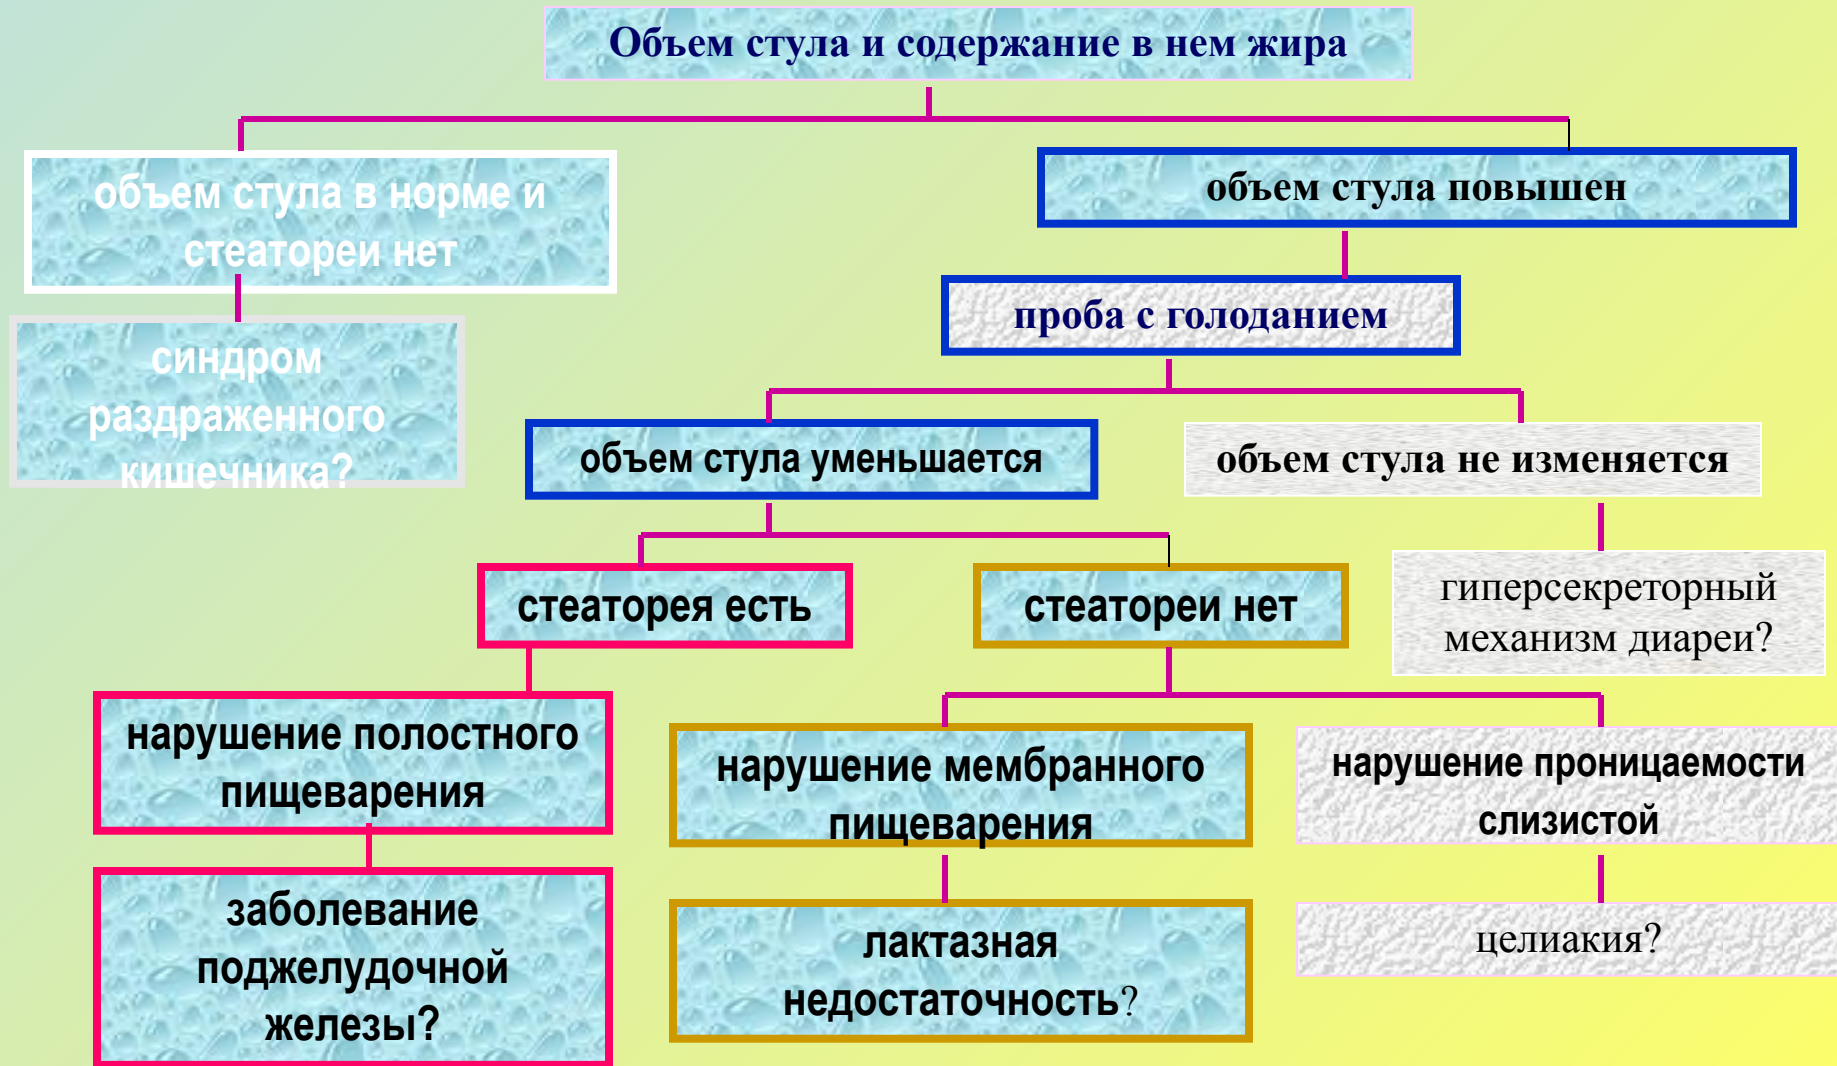 Объем стула и содержание в нем жира
объем стула в норме и
стеатореи нет
объем стула повышен
проба с голоданием
синдром
раздраженного
кишечника?
объем стула уменьшается
объем стула не изменяется
стеаторея есть
стеатореи нет
гиперсекреторный
механизм диареи?
нарушение полостного
пищеварения
нарушение мембранного
пищеварения
нарушение проницаемости
слизистой
заболевание
поджелудочной
железы?
лактазная
недостаточность?
целиакия?